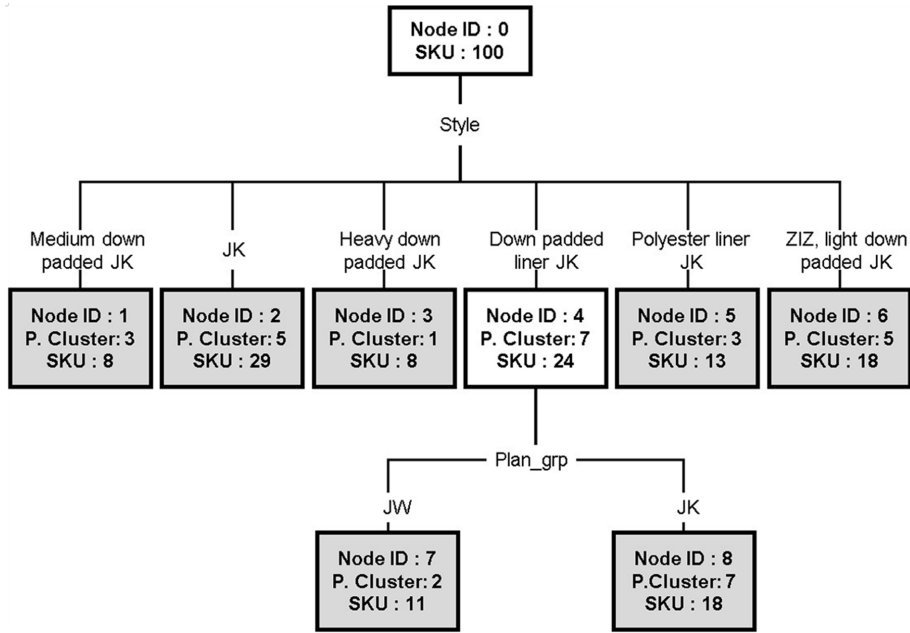 Node ID : 0
SKU : 100
Style
Medium down
padded JK
JK
Heavy down
padded JK
Down padded
liner JK
Polyester liner
JK
ZIZ, light down
padded JK
Node ID : 1
P. Cluster: 3
SKU : 8
Node ID : 2
P. Cluster: 5
SKU : 29
Node ID : 3
P. Cluster: 1
SKU : 8
Node ID : 4
P. Cluster: 7
SKU : 24
Node ID : 5
P. Cluster: 3
SKU : 13
Node ID : 6
P. Cluster: 5
SKU : 18
Plan_grp
JW
JK
Node ID : 7
P. Cluster: 2
SKU : 11
Node ID : 8
P.Cluster: 7
SKU : 18